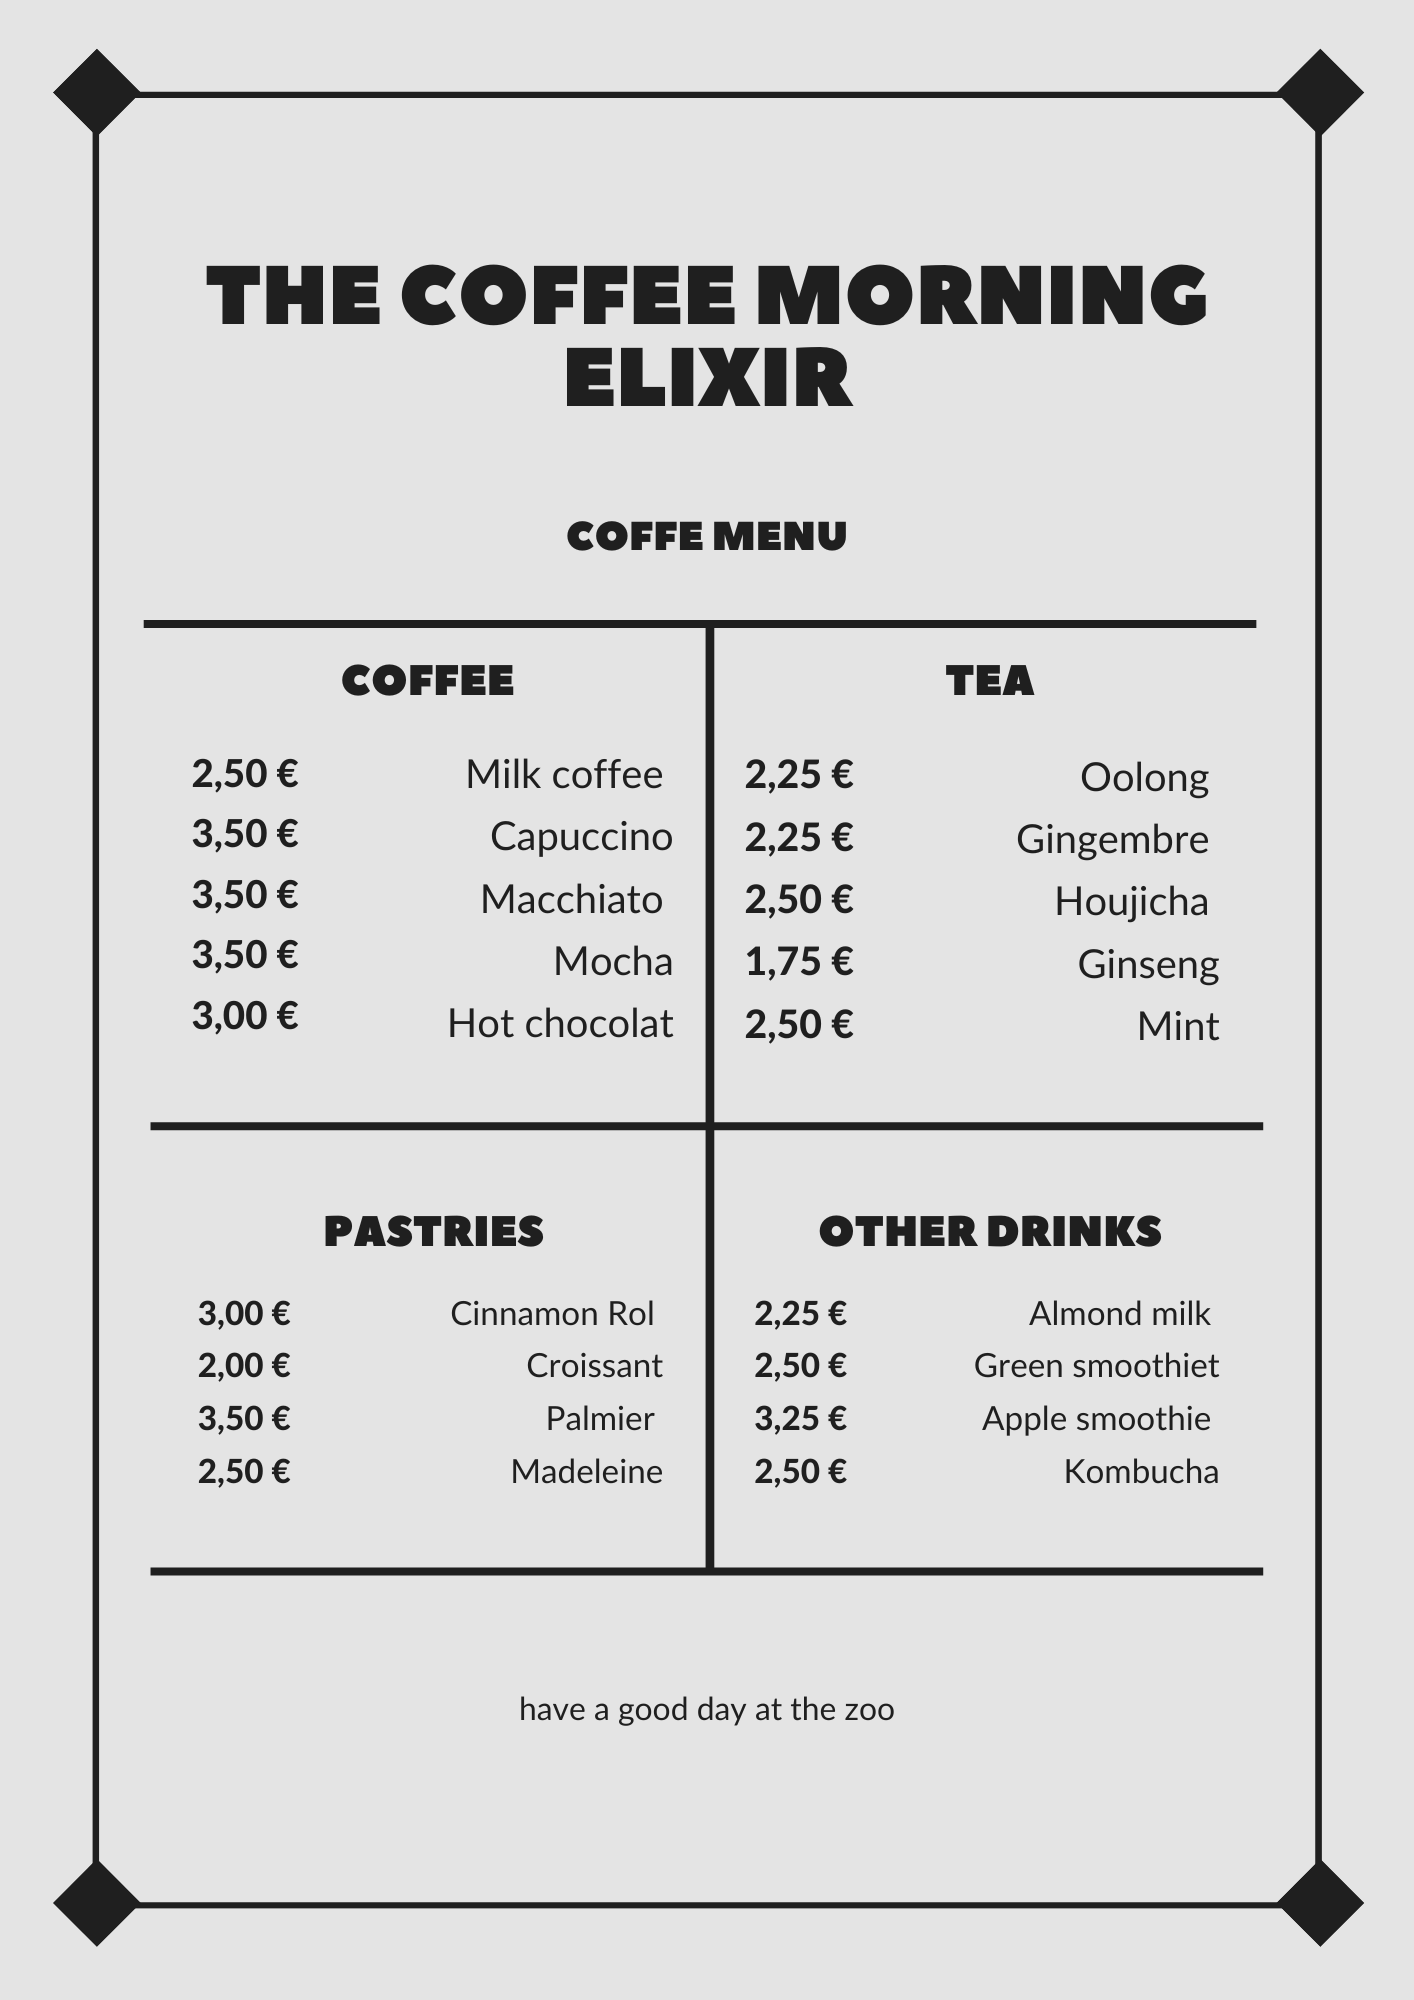 THE COFFEE MORNING
ELIXIR
COFFE MENU
COFFEE
2,50 € Milk coffee
3,50 € Capuccino
3,50 € Macchiato
3,50 € Mocha
3,00 € Hot chocolat
TEA
2,25 € Oolong
2,25 € Gingembre
2,50 € Houjicha
1,75 € Ginseng
2,50 € Mint
PASTRIES
3,00 € Cinnamon Rol
2,00 € Croissant
3,50 € Palmier
2,50 € Madeleine
OTHER DRINKS
2,25 € Almond milk
2,50 € Green smoothiet
3,25 € Apple smoothie
2,50 € Kombucha
have a good day at the zoo